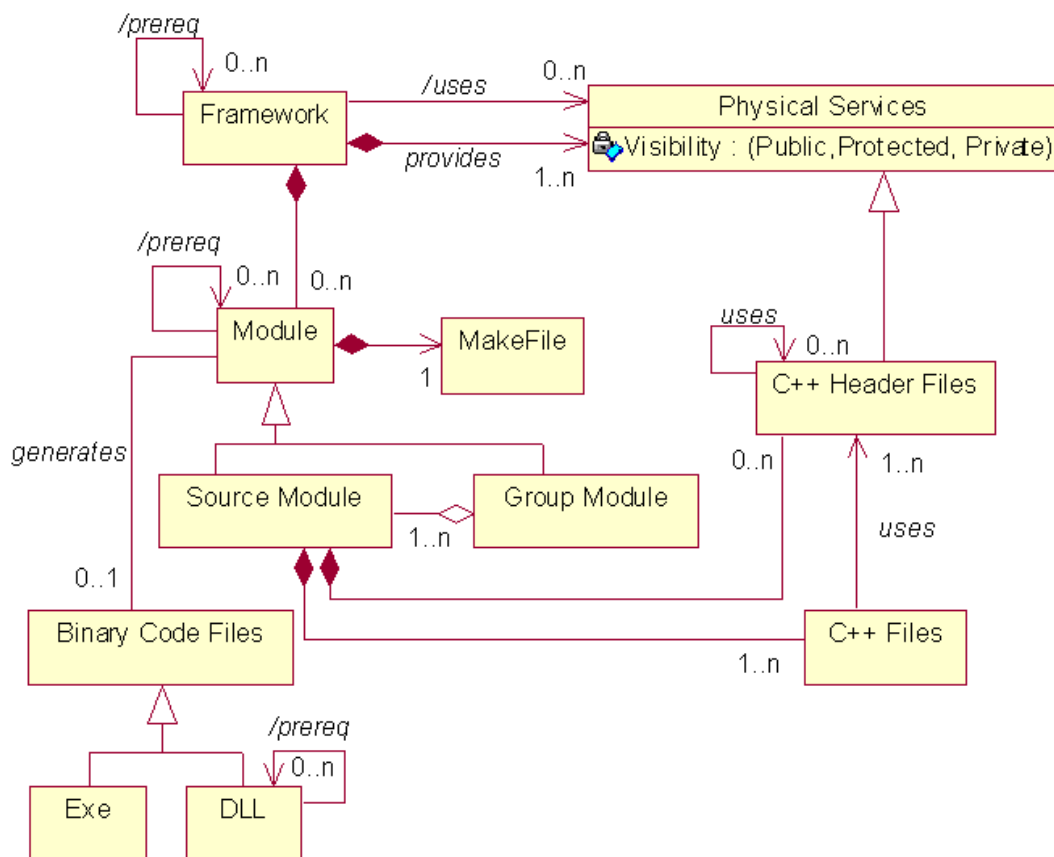 /prereq
0..n
Framework
/uses
0..n
Physical Services
Visibility : (Public,Protected, Private)
provides
1..n
/prereq
0..n
0..n
Module
MakeFile
1
uses
0..n
C++ Header Files
generates
0..n
1..n
Source Module
Group Module
1..n
uses
0..1
Binary Code Files
C++ Files
1..n
/prereq
0..n
Exe
DLL